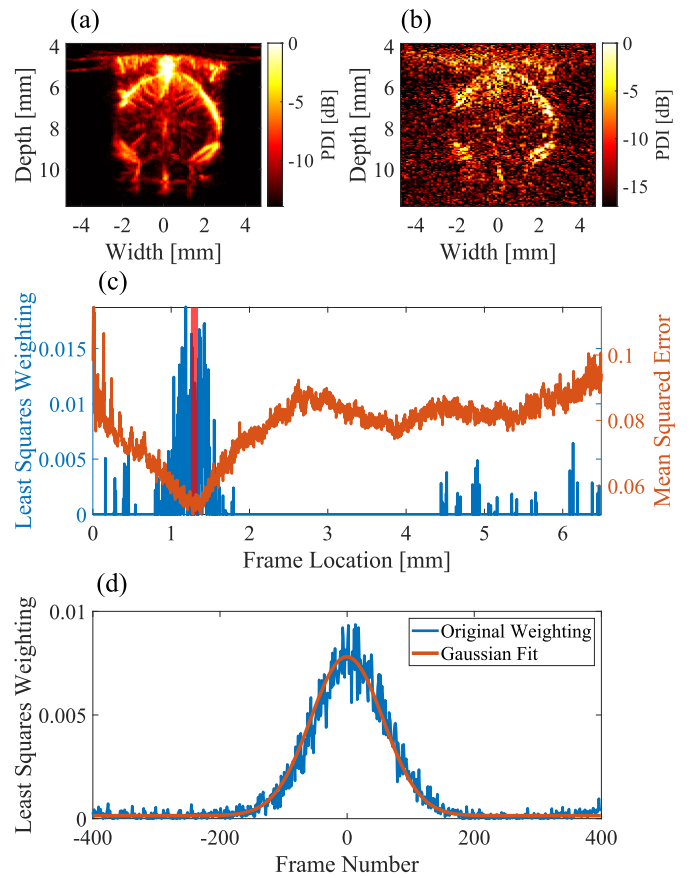 (a)
(b)
4
6
8
10
Depth [mm]
-4 -2 0 2 4
Width [mm]
0
-5
-10
PDI [dB]
4
6
8
10
Depth [mm]
-4 -2 0 2 4
Width [mm]
0
-5
-10
-15
PDI [dB]
(c)
Least Squares Weighting
0.015
0.01
0.005
0
0.1
0.08
0.06
Mean Squared Error
0 1 2 3 4 5 6
Frame Location [mm]
(d)
Least Squares Weighting
0.01
0.005
0
Original Weighting
Gaussian Fit
-400 -200 0 200 400
Frame Number